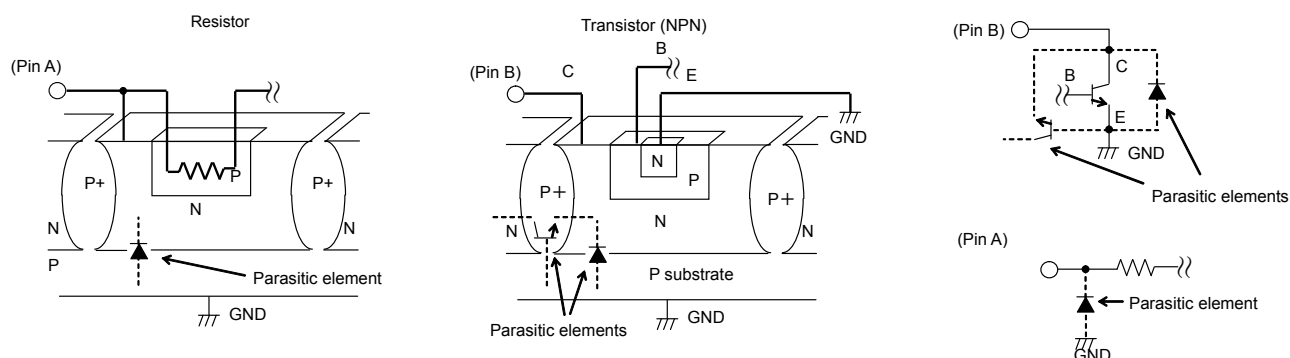 Resistor
(Pin A)
P+
P
P+
N
N
N
P
Parasitic element
GND
Transistor (NPN)
B
(Pin B)
C
E
GND
N
P+
P
P+
N
N
N
P substrate
Parasitic elements
GND
(Pin B)
C
B
E
GND
Parasitic elements
(Pin A)
Parasitic element
GND